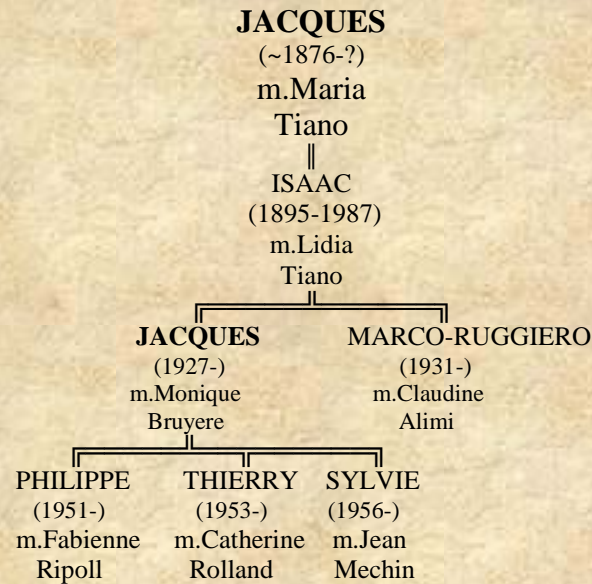 JACQUES
(~1876-?)
m.Maria
Tiano
ISAAC
(1895-1987)
m.Lidia
Tiano
JACQUES MARCO-RUGGIERO
(1927-) (1931-)
m.Monique m.Claudine
Bruyere Alimi
PHILIPPE THIERRY SYLVIE
(1951-) (1953-) (1956-)
m.Fabienne m.Catherine m.Jean
Ripoll Rolland Mechin